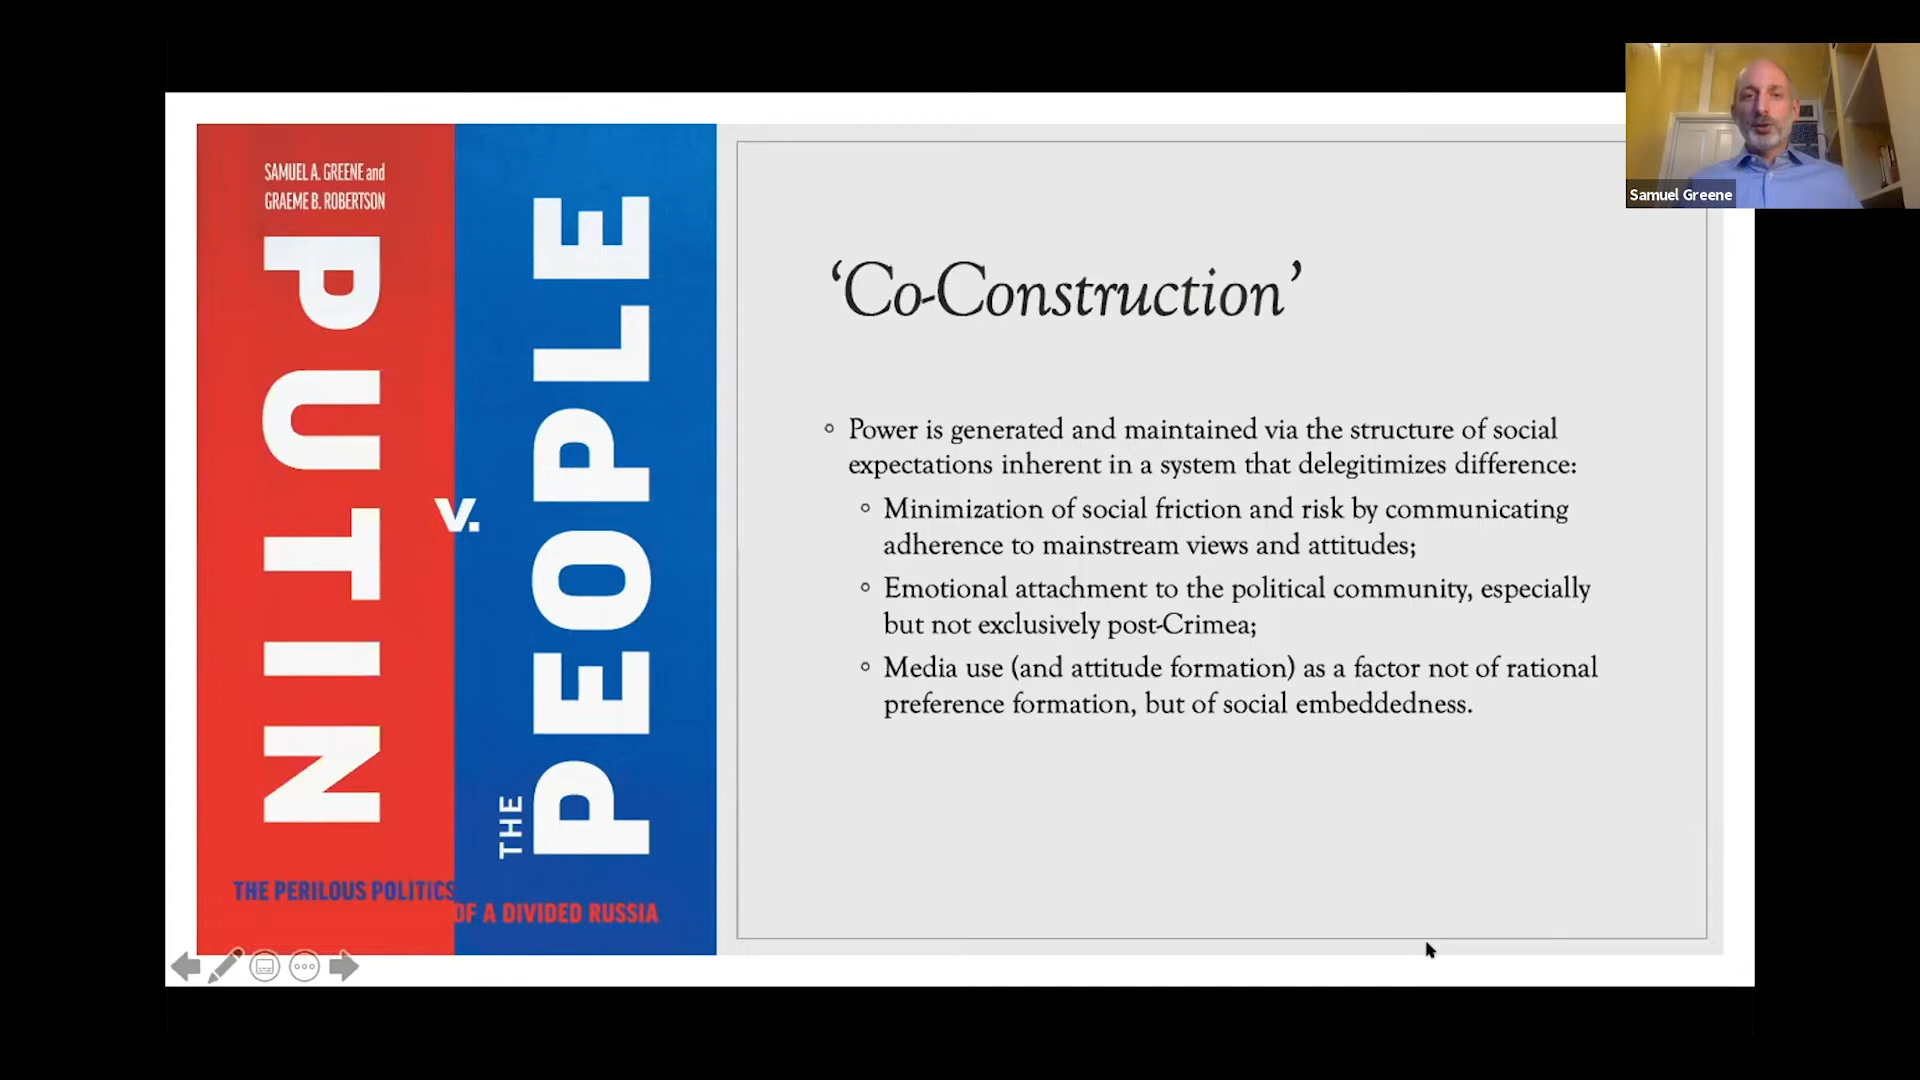 SAMUEL A. GREENE and
GRAEME B. ROBERTSON
PUTIN
v.
THE
PEOPLE
THE PERILOUS POLITICS
OF A DIVIDED RUSSIA
‘Co-Construction’
Power is generated and maintained via the structure of social
expectations inherent in a system that delegitimizes difference:
Minimization of social friction and risk by communicating
adherence to mainstream views and attitudes;
Emotional attachment to the political community, especially
but not exclusively post-Crimea;
Media use (and attitude formation) as a factor not of rational
preference formation, but of social embeddedness.
Samuel Greene